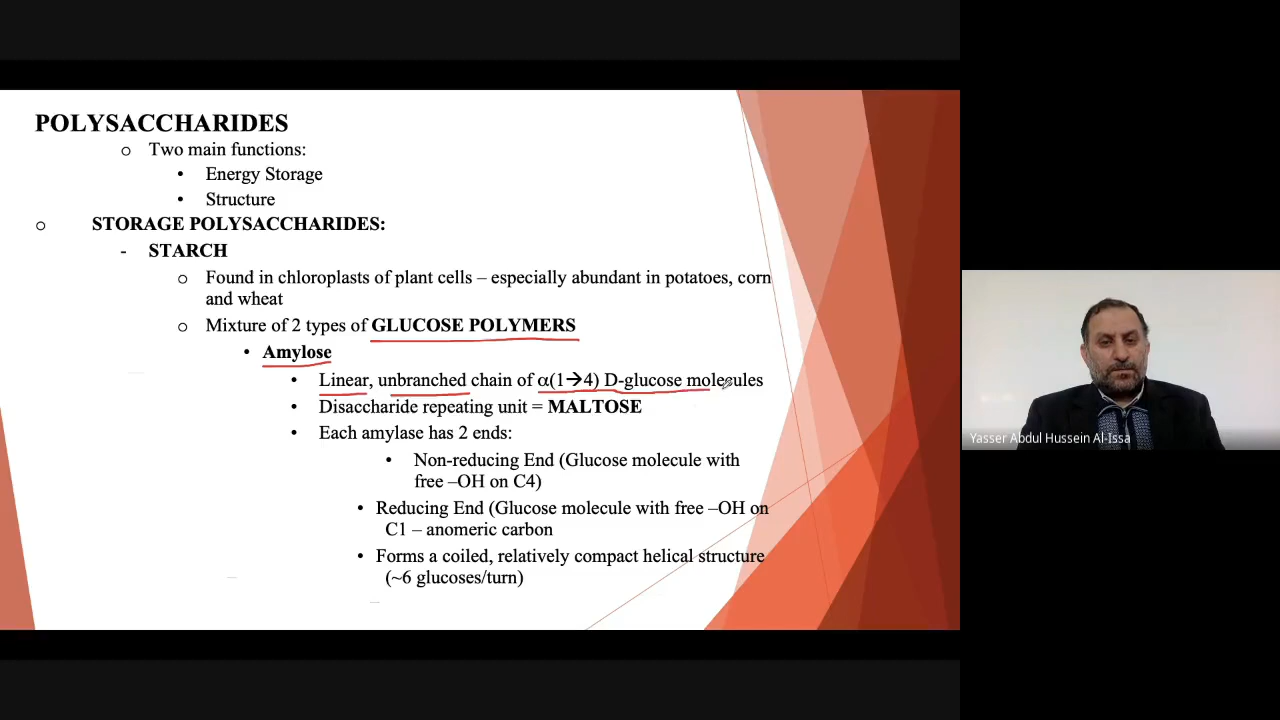 POLYSACCHARIDES
o Two main functions:
• Energy Storage
• Structure
o STORAGE POLYSACCHARIDES:
- STARCH
o Found in chloroplasts of plant cells – especially abundant in potatoes, corn
and wheat
o Mixture of 2 types of GLUCOSE POLYMERS
• Amylose
• Linear, unbranched chain of α(1→4) D-glucose molecules
• Disaccharide repeating unit = MALTOSE
• Each amylase has 2 ends:
• Non-reducing End (Glucose molecule with
free –OH on C4)
• Reducing End (Glucose molecule with free –OH on
C1 – anomeric carbon
• Forms a coiled, relatively compact helical structure
(~6 glucoses/turn)
Yasser Abdul Hussein Al-Issa